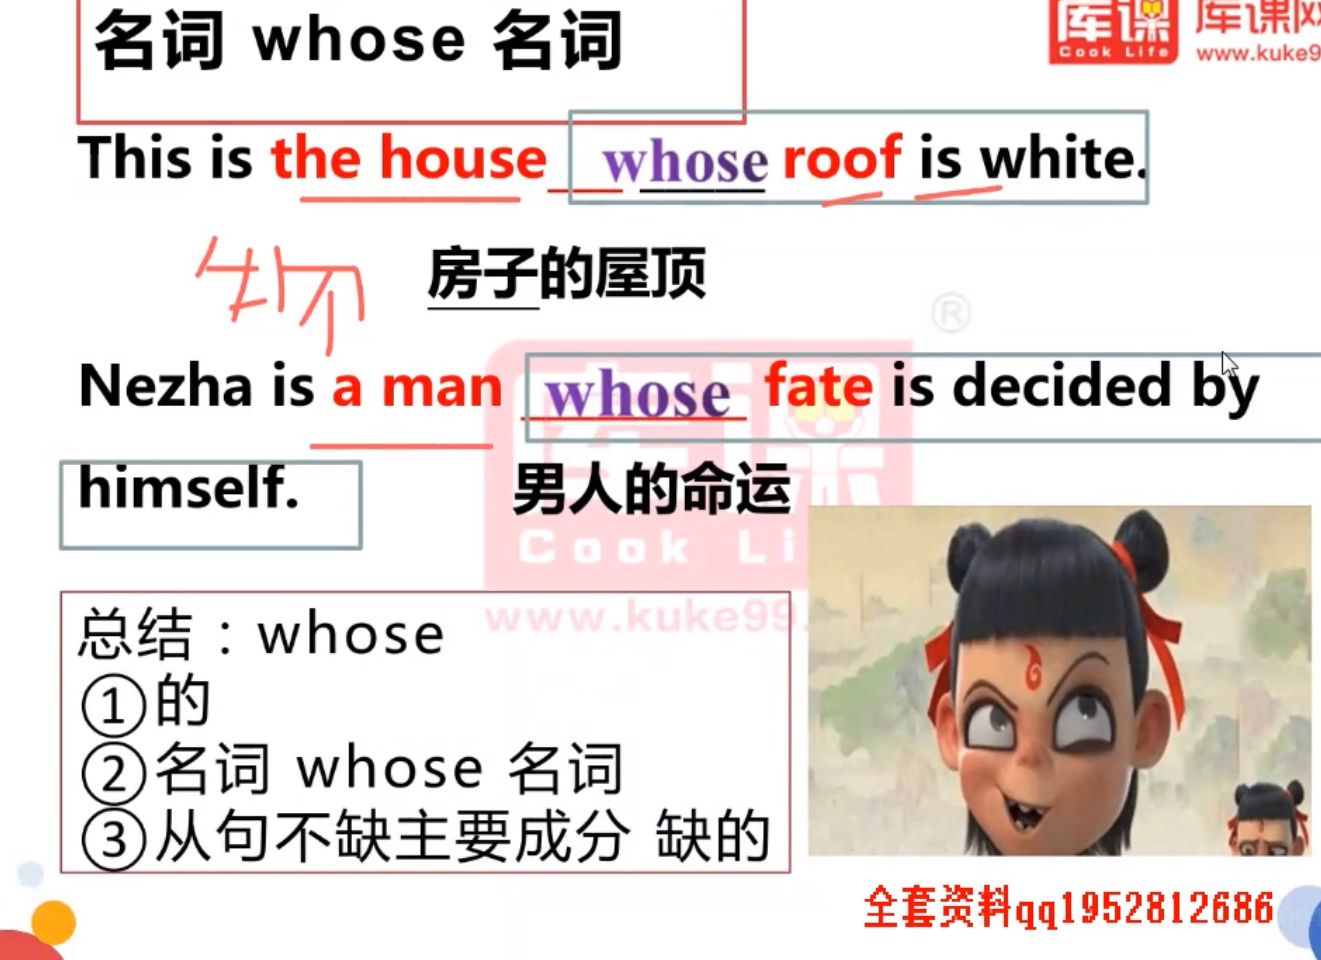 名词 whose 名词
库课 Cook Life 库课网
www.kuke9
This is the house whose roof is white.
物 房子的屋顶
®
Nezha is a man whose fate is decided by
himself. 男人的命运
Cook Li
www.kuke99.
总结：whose
①的
②名词 whose 名词
③从句不缺主要成分 缺的
全套资料qq1952812686